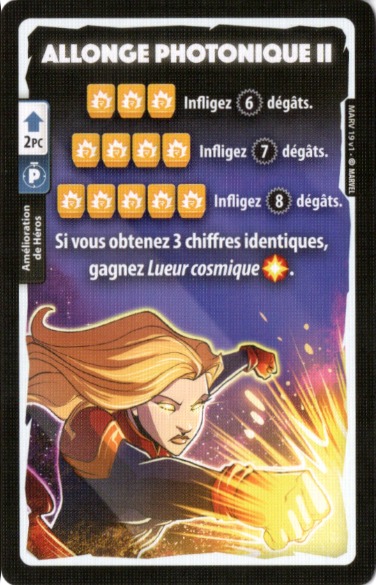 ALLONGE PHOTONIQUE II
Infligez 6 dégâts.
Infligez 7 dégâts.
Infligez 8 dégâts.
Si vous obtenez 3 chiffres identiques,
gagnez Lueur cosmique .
2PC
P
Amélioration
de Héros
MARV 19 v1 - © MARVEL